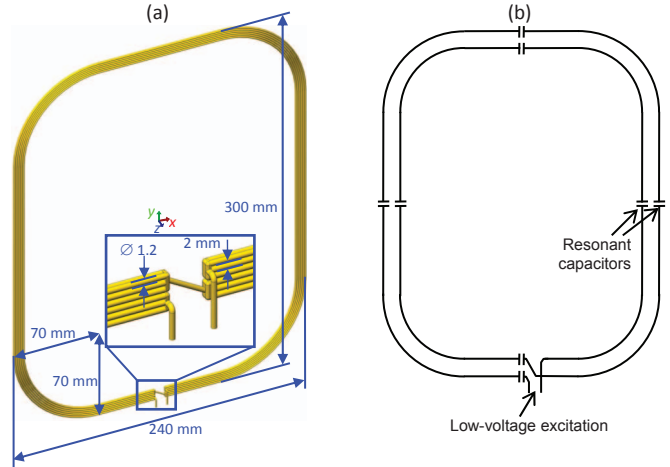 (a)
(b)
300 mm
y
z
x
∅ 1.2
2 mm
70 mm
70 mm
240 mm
Resonant
capacitors
Low-voltage excitation